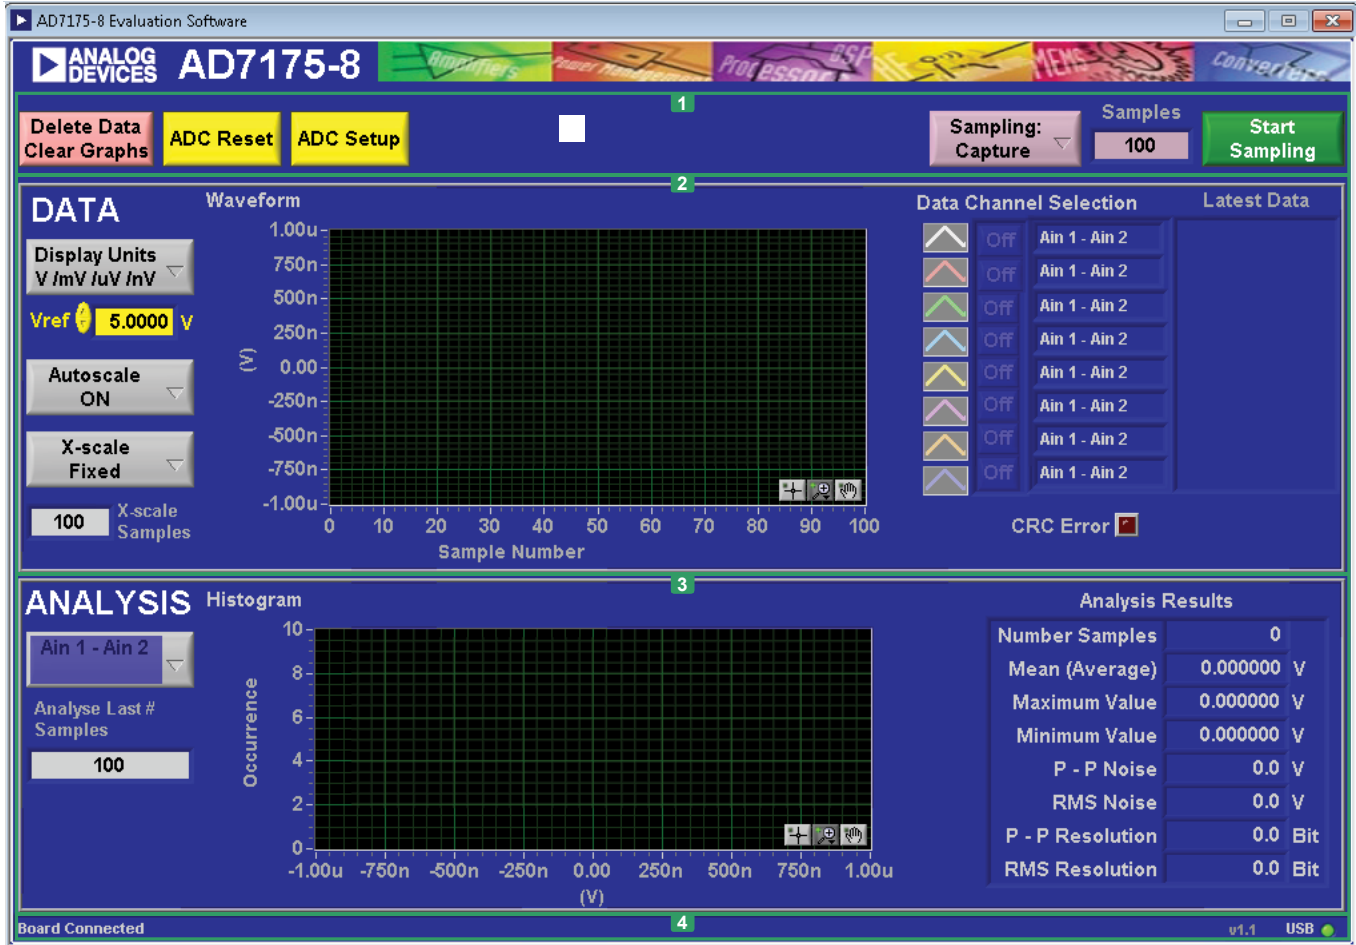 AD7175-8 Evaluation Software
ANALOG DEVICES AD7175-8 Amplifiers Power Management Processors DSP RF MEMS Converters
1
Delete Data
Clear Graphs
ADC Reset
ADC Setup
Sampling:
Capture
Samples
100
Start
Sampling
2
DATA
Display Units
V /mV /uV /nV
Vref 5.0000 V
Autoscale
ON
X-scale
Fixed
100
X-scale
Samples
Waveform
1.00u
750n
500n
250n
0.00
-250n
-500n
-750n
-1.00u
(V)
0 10 20 30 40 50 60 70 80 90 100
Sample Number
Data Channel Selection
Latest Data
Off Ain 1 - Ain 2
Off Ain 1 - Ain 2
Off Ain 1 - Ain 2
Off Ain 1 - Ain 2
Off Ain 1 - Ain 2
Off Ain 1 - Ain 2
Off Ain 1 - Ain 2
Off Ain 1 - Ain 2
CRC Error
3
ANALYSIS
Ain 1 - Ain 2
Analyse Last #
Samples
100
Histogram
10
8
6
4
2
0
Occurrence
-1.00u -750n -500n -250n 0.00 250n 500n 750n 1.00u
(V)
Analysis Results
Number Samples 0
Mean (Average) 0.000000 V
Maximum Value 0.000000 V
Minimum Value 0.000000 V
P - P Noise 0.0 V
RMS Noise 0.0 V
P - P Resolution 0.0 Bit
RMS Resolution 0.0 Bit
4
Board Connected
v1.1 USB